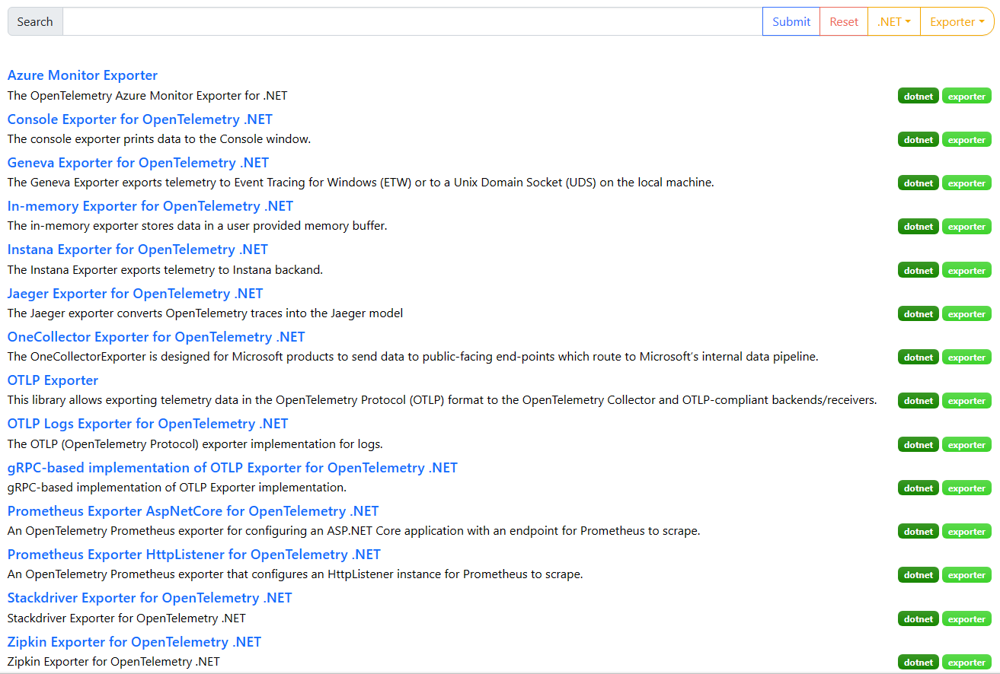 Search Submit Reset .NET Exporter
Azure Monitor Exporter
The OpenTelemetry Azure Monitor Exporter for .NET dotnet exporter
Console Exporter for OpenTelemetry .NET
The console exporter prints data to the Console window. dotnet exporter
Geneva Exporter for OpenTelemetry .NET
The Geneva Exporter exports telemetry to Event Tracing for Windows (ETW) or to a Unix Domain Socket (UDS) on the local machine. dotnet exporter
In-memory Exporter for OpenTelemetry .NET
The in-memory exporter stores data in a user provided memory buffer. dotnet exporter
Instana Exporter for OpenTelemetry .NET
The Instana Exporter exports telemetry to Instana backand. dotnet exporter
Jaeger Exporter for OpenTelemetry .NET
The Jaeger exporter converts OpenTelemetry traces into the Jaeger model dotnet exporter
OneCollector Exporter for OpenTelemetry .NET
The OneCollectorExporter is designed for Microsoft products to send data to public-facing end-points which route to Microsoft’s internal data pipeline. dotnet exporter
OTLP Exporter
This library allows exporting telemetry data in the OpenTelemetry Protocol (OTLP) format to the OpenTelemetry Collector and OTLP-compliant backends/receivers. dotnet exporter
OTLP Logs Exporter for OpenTelemetry .NET
The OTLP (OpenTelemetry Protocol) exporter implementation for logs. dotnet exporter
gRPC-based implementation of OTLP Exporter for OpenTelemetry .NET
gRPC-based implementation of OTLP Exporter implementation. dotnet exporter
Prometheus Exporter AspNetCore for OpenTelemetry .NET
An OpenTelemetry Prometheus exporter for configuring an ASP.NET Core application with an endpoint for Prometheus to scrape. dotnet exporter
Prometheus Exporter HttpListener for OpenTelemetry .NET
An OpenTelemetry Prometheus exporter that configures an HttpListener instance for Prometheus to scrape. dotnet exporter
Stackdriver Exporter for OpenTelemetry .NET
Stackdriver Exporter for OpenTelemetry .NET dotnet exporter
Zipkin Exporter for OpenTelemetry .NET
Zipkin Exporter for OpenTelemetry .NET dotnet exporter